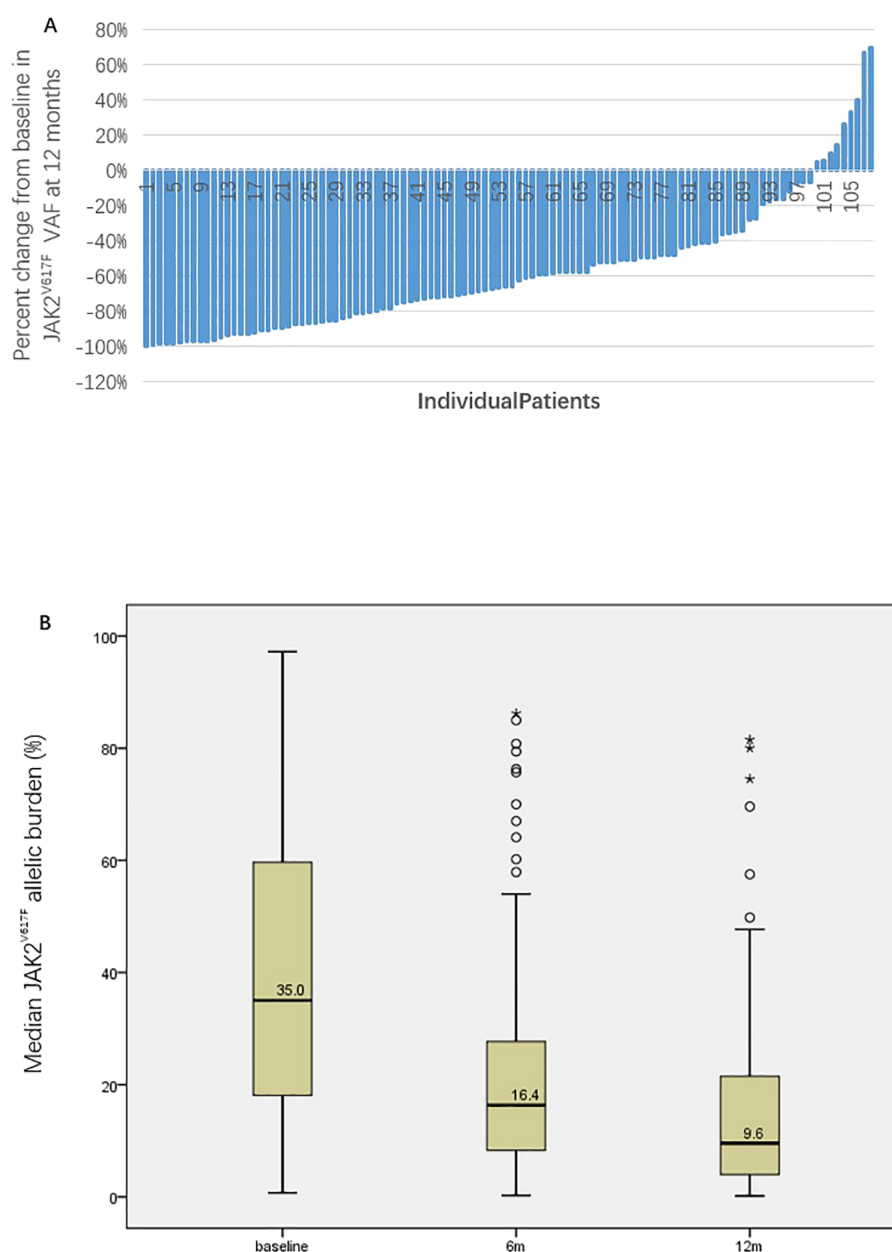 A
Percent change from baseline in
JAK2V617F VAF at 12 months
80%
60%
40%
20%
0%
-20%
-40%
-60%
-80%
-100%
-120%
1 5 9 13 17 21 25 29 33 37 41 45 49 53 57 61 65 69 73 77 81 85 89 93 97 101 105
IndividualPatients
B
Median JAK2V617F allelic burden (%)
100
80
60
40
20
0
35.0
16.4
9.6
baseline 6m 12m